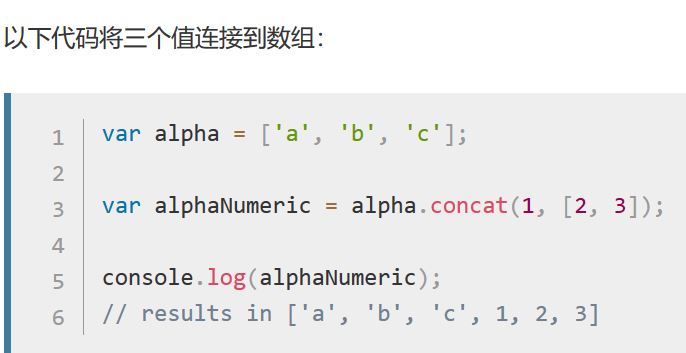 以下代码将三个值连接到数组：
1 var alpha = ['a', 'b', 'c'];
2
3 var alphaNumeric = alpha.concat(1, [2, 3]);
4
5 console.log(alphaNumeric);
6 // results in ['a', 'b', 'c', 1, 2, 3]